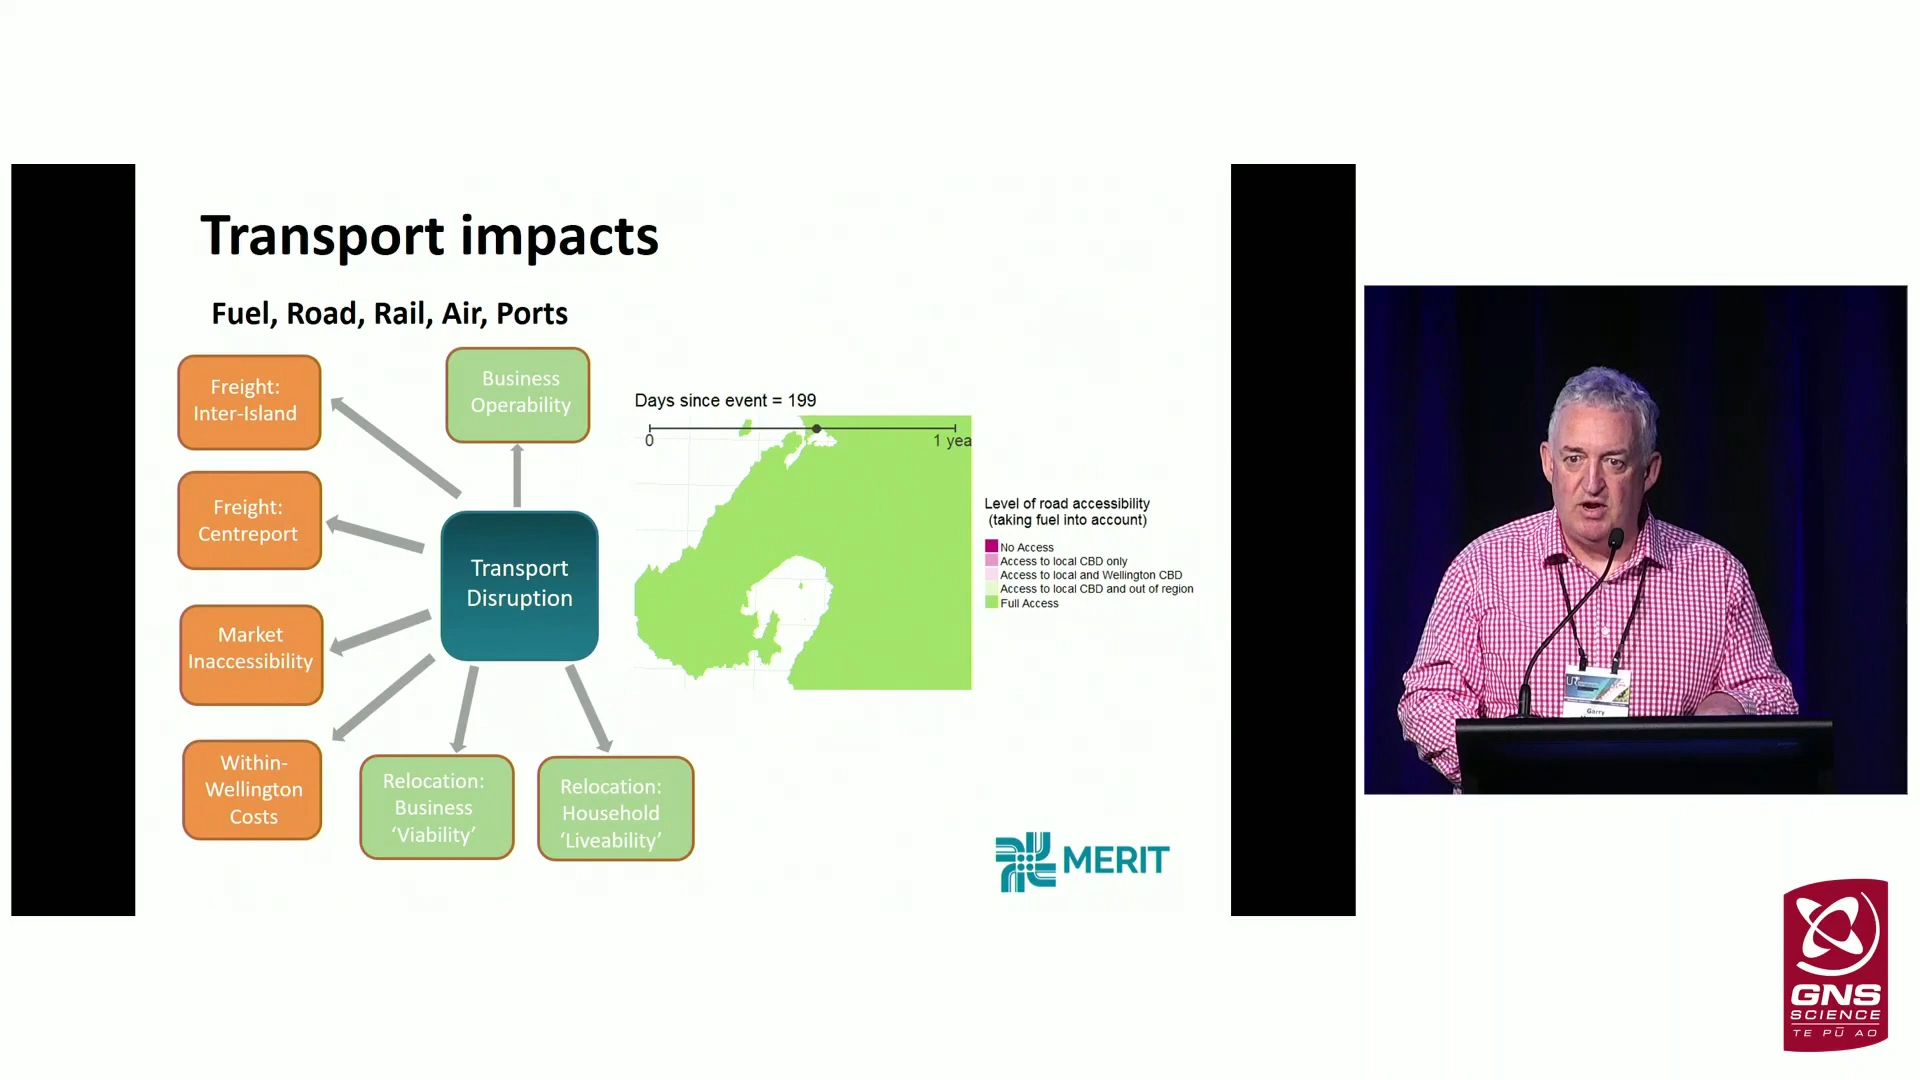 Transport impacts
Fuel, Road, Rail, Air, Ports
Freight:
Inter-Island
Business
Operability
Freight:
Centreport
Transport
Disruption
Market
Inaccessibility
Within-
Wellington
Costs
Relocation:
Business
‘Viability’
Relocation:
Household
‘Liveability’
Days since event = 199
0
1 yea
Level of road accessibility
(taking fuel into account)
No Access
Access to local CBD only
Access to local and Wellington CBD
Access to local CBD and out of region
Full Access
MERIT
Garry
GNS
SCIENCE
TE PŪ AO